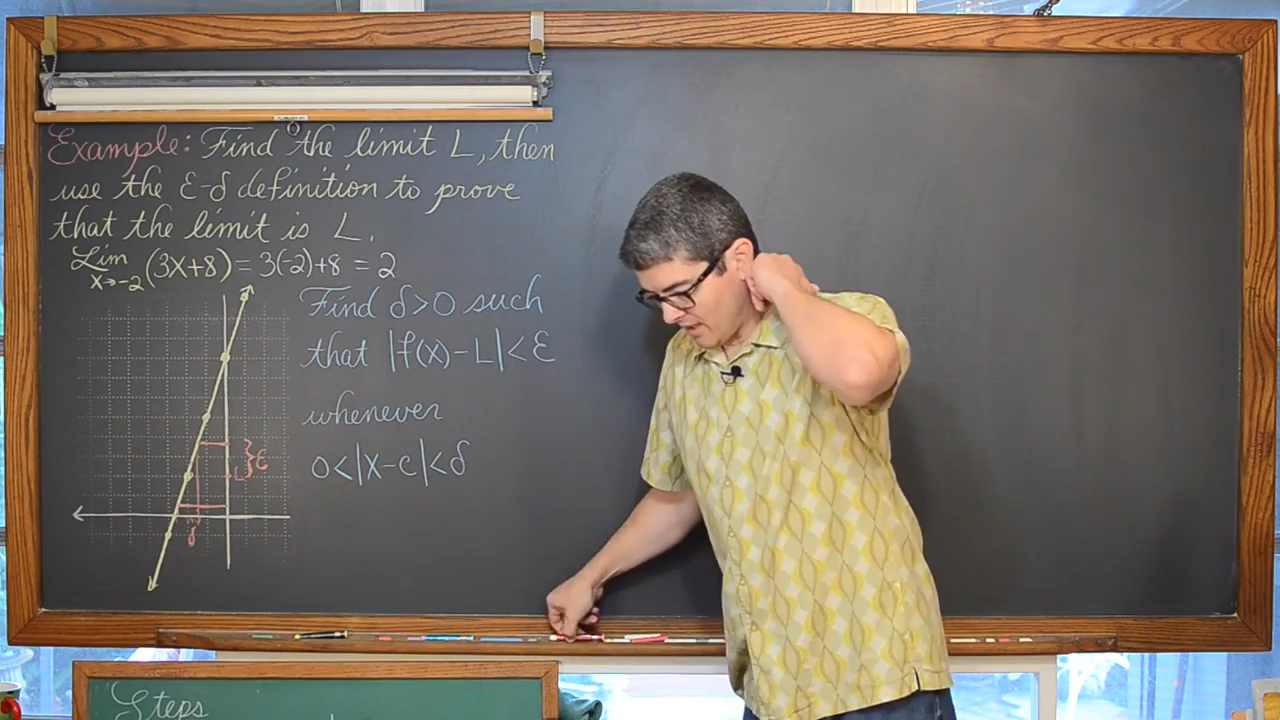 Example: Find the limit L, then
use the ε-δ definition to prove
that the limit is L.
Lim (3x+8) = 3(-2)+8 = 2
x→-2
Find δ>0 such
that |f(x)-L|<ε
whenever
0<|x-c|<δ
L } ε
δ
Steps